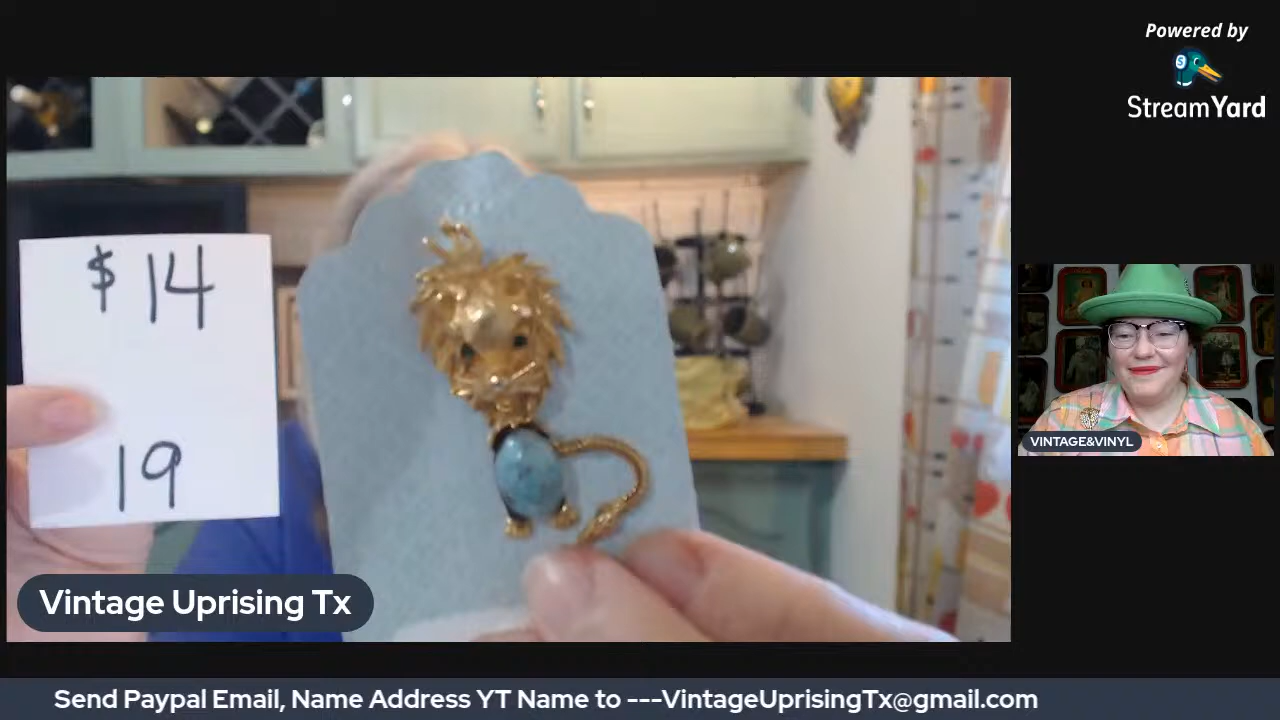 Powered by
StreamYard
$14
19
VINTAGE&VINYL
Vintage Uprising Tx
Send Paypal Email, Name Address YT Name to ---VintageUprisingTx@gmail.com